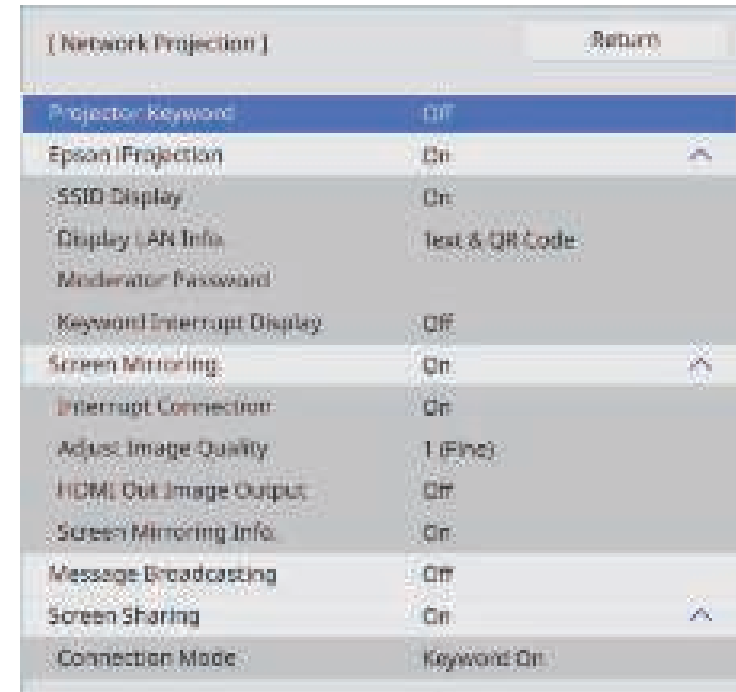 [ Network Projection ] Return
Projector Keyword Off
Epson iProjection On
SSID Display On
Display LAN Info. Text & QR Code
Moderator Password
Keyword Interrupt Display Off
Screen Mirroring On
Interrupt Connection On
Adjust Image Quality 1 (Fine)
HDMI Out Image Output Off
Screen Mirroring Info. On
Message Broadcasting Off
Screen Sharing On
Connection Mode Keyword On